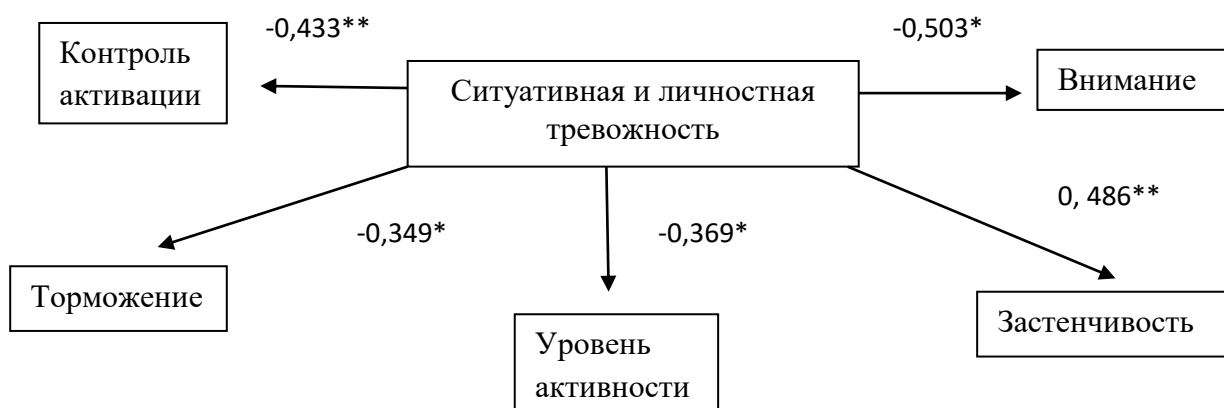 -0,433**
-0,503*
Контроль
активации
Ситуативная и личностная
тревожность
Внимание
0, 486**
-0,349*
-0,369*
Торможение
Застенчивость
Уровень
активности